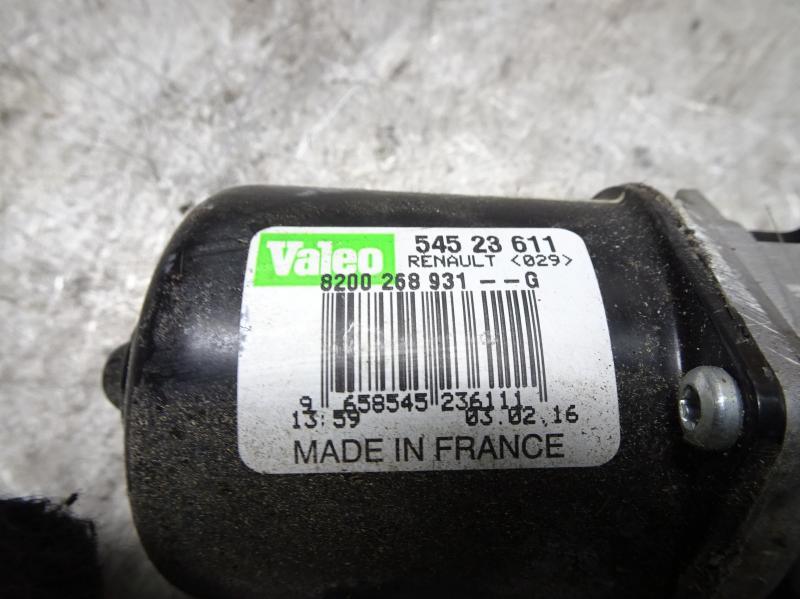 Valeo 545 23 611
RENAULT <029>
8200 268 931 -- G
9 658545 236111
13:59 03.02.16
MADE IN FRANCE